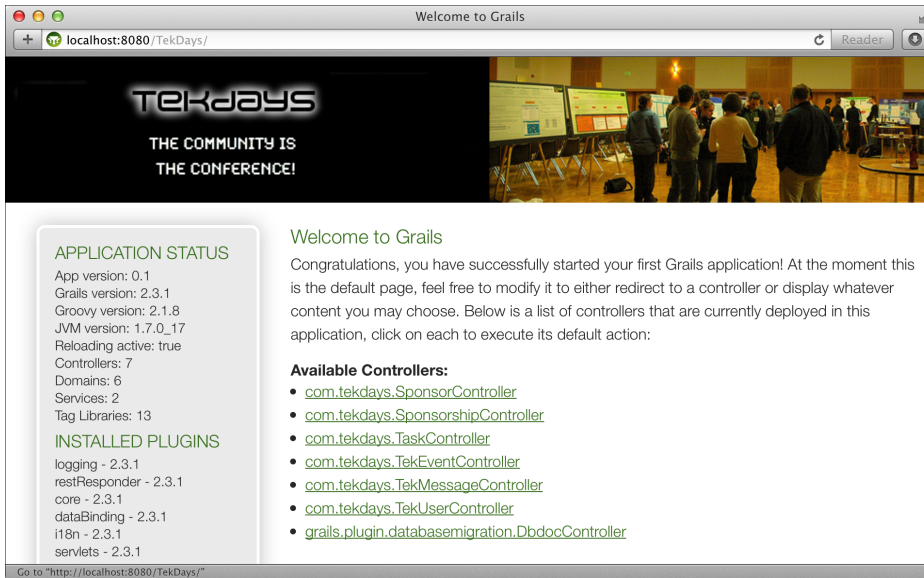 Welcome to Grails
localhost:8080/TekDays/
Reader
TEKDAYS
THE COMMUNITY IS
THE CONFERENCE!
APPLICATION STATUS
App version: 0.1
Grails version: 2.3.1
Groovy version: 2.1.8
JVM version: 1.7.0_17
Reloading active: true
Controllers: 7
Domains: 6
Services: 2
Tag Libraries: 13
INSTALLED PLUGINS
logging - 2.3.1
restResponder - 2.3.1
core - 2.3.1
dataBinding - 2.3.1
i18n - 2.3.1
servlets - 2.3.1
Welcome to Grails
Congratulations, you have successfully started your first Grails application! At the moment this
is the default page, feel free to modify it to either redirect to a controller or display whatever
content you may choose. Below is a list of controllers that are currently deployed in this
application, click on each to execute its default action:
Available Controllers:
com.tekdays.SponsorController
com.tekdays.SponsorshipController
com.tekdays.TaskController
com.tekdays.TekEventController
com.tekdays.TekMessageController
com.tekdays.TekUserController
grails.plugin.databasemigration.DbdocController
Go to “http://localhost:8080/TekDays/”